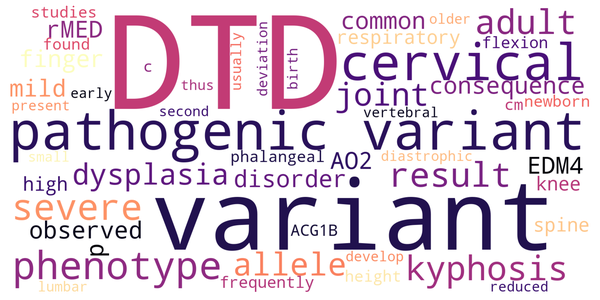 studies
rMED
found
finger
mild
present
early
c
thus
second
DTD
usually
deviation
birth
common
older
adult
respiratory
flexion
cervical
joint
consequence
cm
newborn
vertebral
pathogenic variant
small
phalangeal
AO2
diastrophic
EDM4
high
dysplasia
disorder
result
knee
severe
observed
p
variant
ACG1B
spine
phenotype
allele
develop
height
kyphosis
lumbar
frequently
reduced